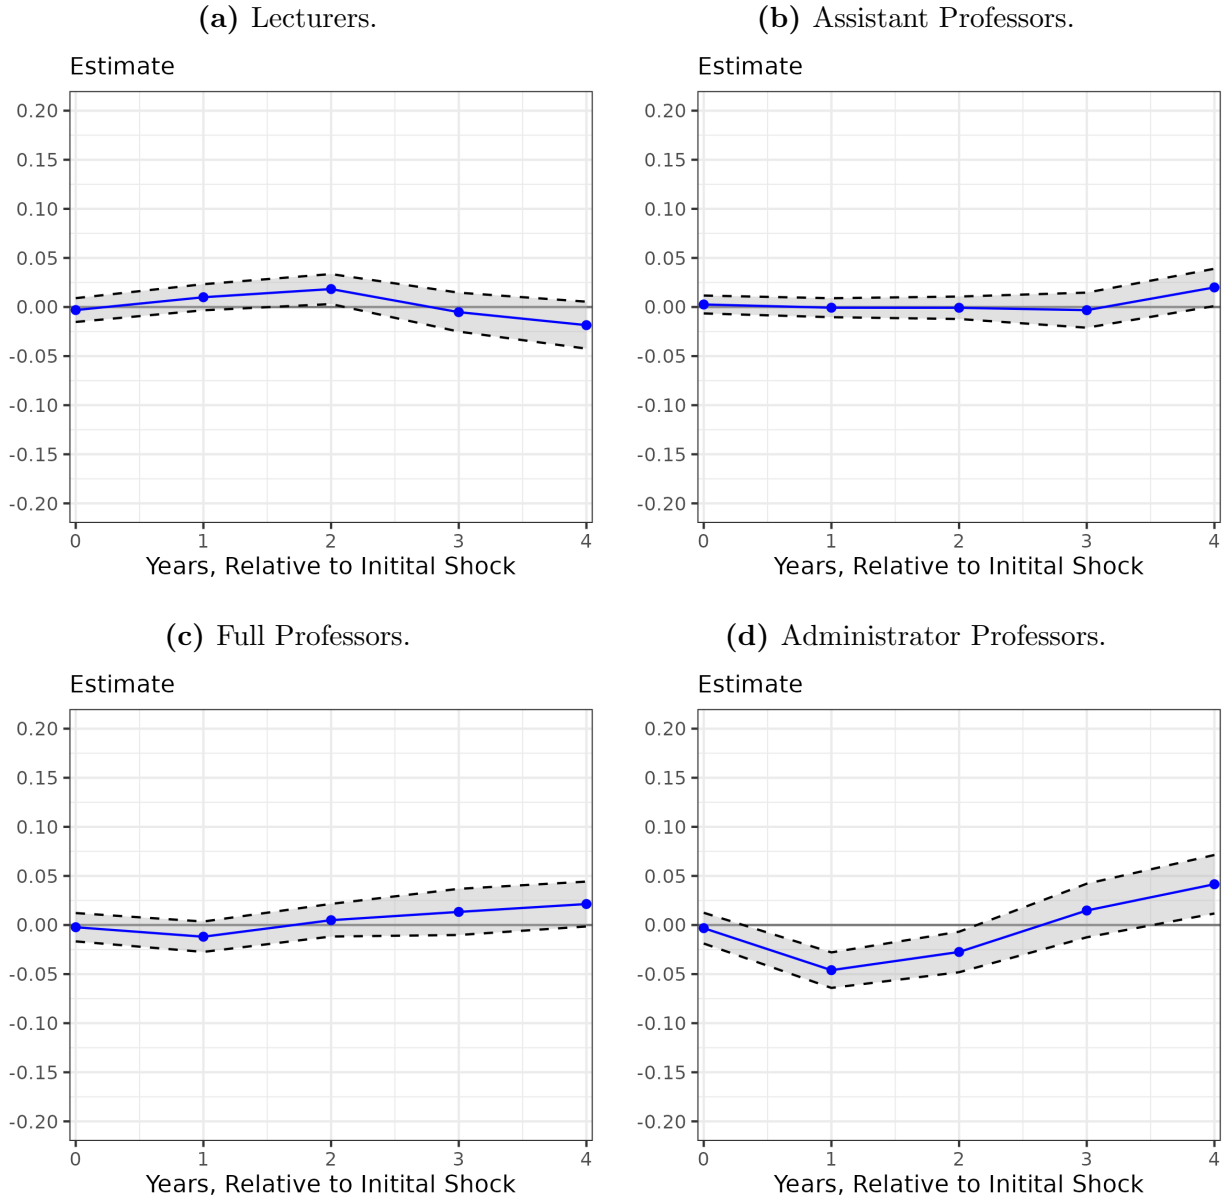 (a) Lecturers.
Estimate
0.20
0.15
0.10
0.05
0.00
-0.05
-0.10
-0.15
-0.20
0 1 2 3 4
Years, Relative to Initital Shock
(b) Assistant Professors.
Estimate
0.20
0.15
0.10
0.05
0.00
-0.05
-0.10
-0.15
-0.20
0 1 2 3 4
Years, Relative to Initital Shock
(c) Full Professors.
Estimate
0.20
0.15
0.10
0.05
0.00
-0.05
-0.10
-0.15
-0.20
0 1 2 3 4
Years, Relative to Initital Shock
(d) Administrator Professors.
Estimate
0.20
0.15
0.10
0.05
0.00
-0.05
-0.10
-0.15
-0.20
0 1 2 3 4
Years, Relative to Initital Shock